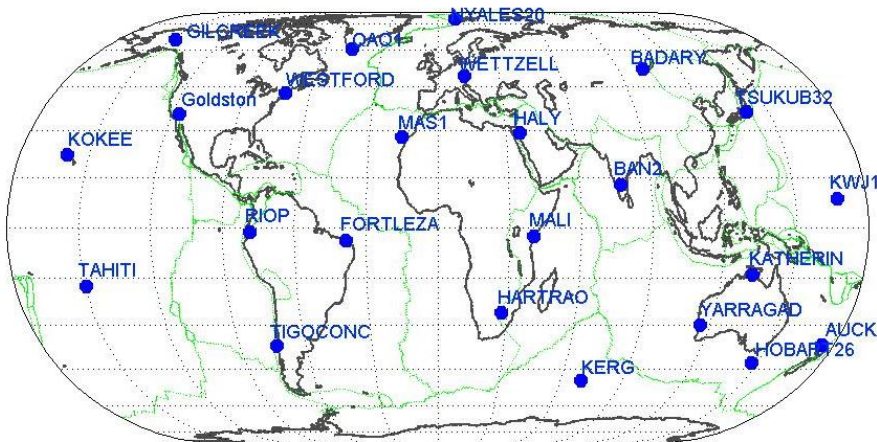 NYALES20
GILCREEK
QAQ1
WETTZELL
BADARY
WESTFORD
Goldston
TSUKUB32
MAS1
HALY
KOKEE
BAN2
KWJ1
RIOP
FORTLEZA
MALI
KATHERIN
TAHITI
HARTRAO
YARRAGAD
TIGOCONC
AUCK
HOBART26
KERG